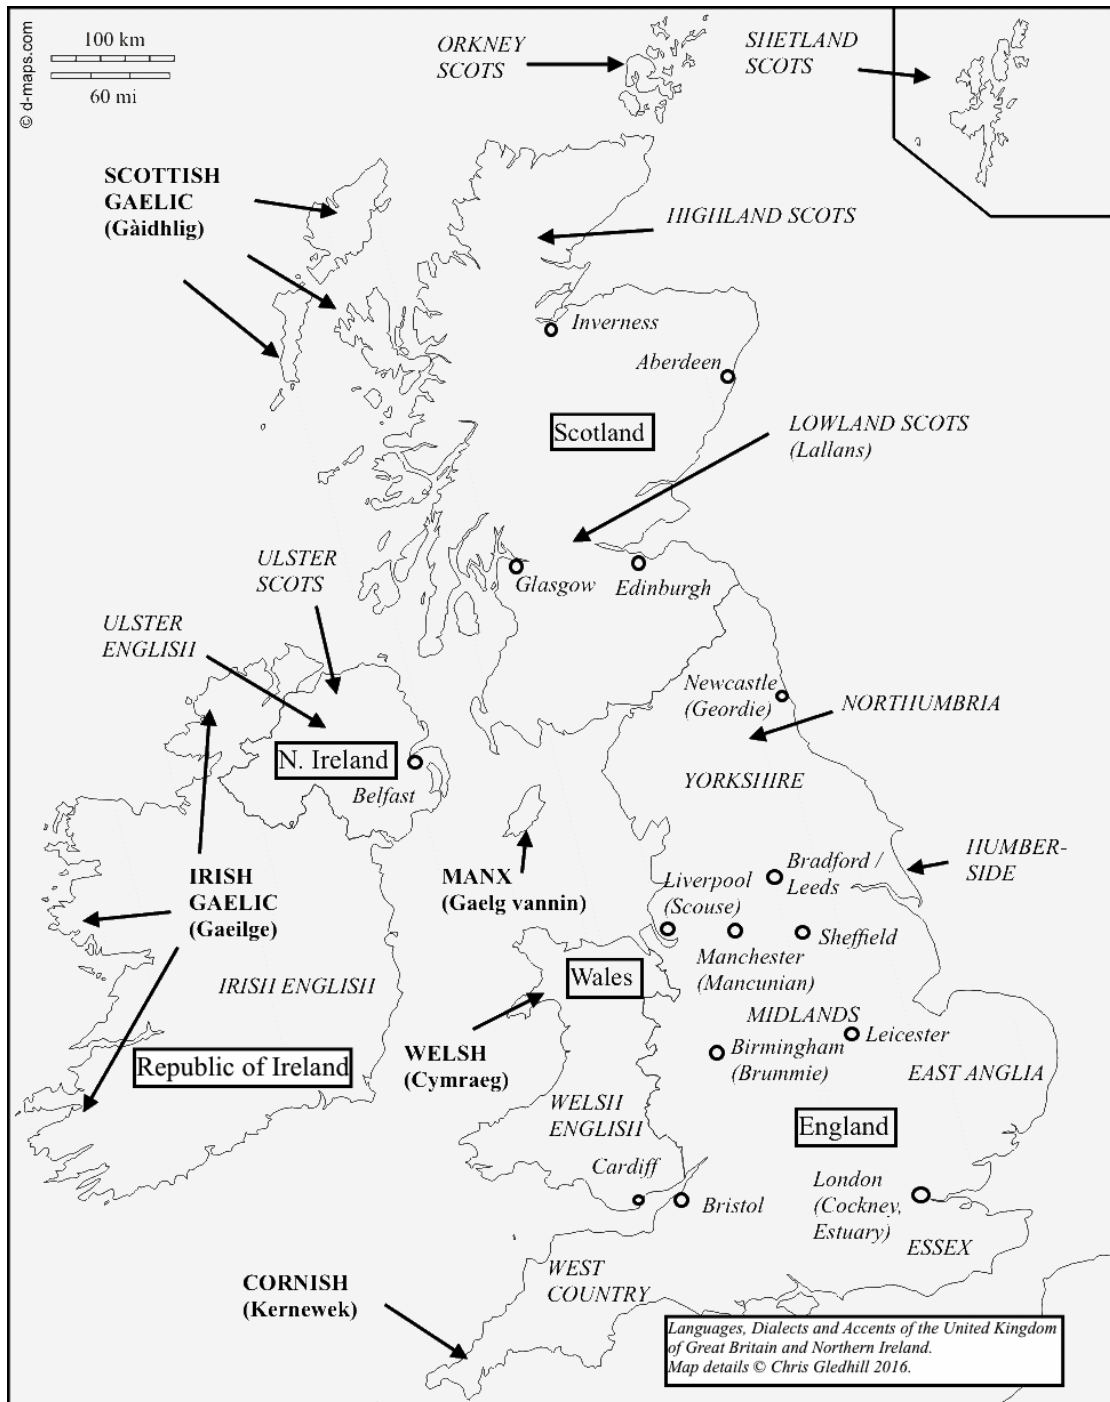 © d-maps.com
100 km
60 mi
ORKNEY
SCOTS
SHETLAND
SCOTS
SCOTTISH
GAELIC
(Gàidhlig)
HIGHLAND SCOTS
Inverness
Aberdeen
Scotland
LOWLAND SCOTS
(Lallans)
Glasgow
Edinburgh
ULSTER
SCOTS
ULSTER
ENGLISH
Newcastle
(Geordie)
NORTHUMBRIA
N. Ireland
Belfast
YORKSHIRE
HUMBER-
SIDE
Bradford /
Leeds
IRISH
GAELIC
(Gaeilge)
MANX
(Gaelg vannin)
Liverpool
(Scouse)
Manchester
(Mancunian)
Sheffield
Wales
IRISH ENGLISH
MIDLANDS
Leicester
Birmingham
(Brummie)
EAST ANGLIA
Republic of Ireland
WELSH
(Cymraeg)
WELSH
ENGLISH
England
Cardiff
Bristol
London
(Cockney,
Estuary)
ESSEX
WEST
COUNTRY
CORNISH
(Kernewek)
Languages, Dialects and Accents of the United Kingdom
of Great Britain and Northern Ireland.
Map details © Chris Gledhill 2016.